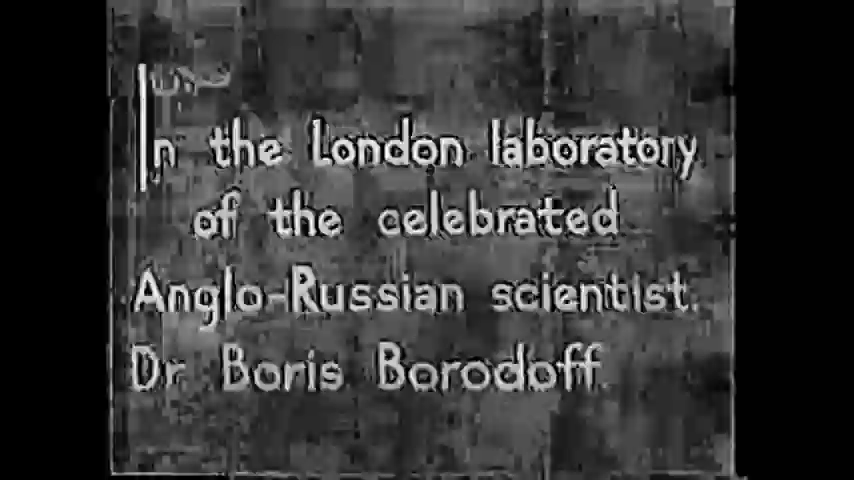 In the London laboratory
of the celebrated
Anglo-Russian scientist.
Dr Boris Borodoff.